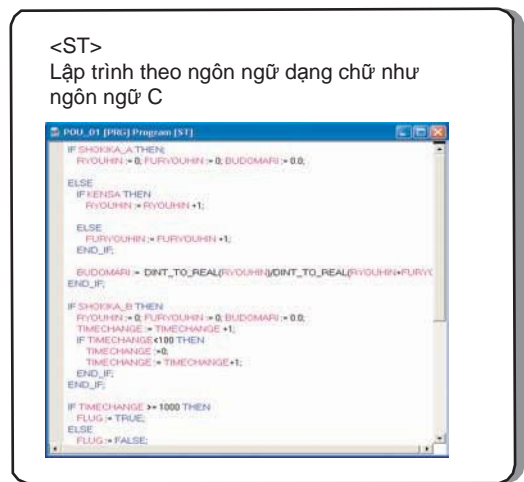 <ST>
Lập trình theo ngôn ngữ dạng chữ như
ngôn ngữ C
POU_01 [PRG] Program [ST]
IF SHOKKA_A THEN;
RYOUHIN := 0; FURYOUHIN := 0; BUDOMARI := 0.0;
ELSE
IF KENSA THEN
RYOUHIN := RYOUHIN +1;
ELSE
FURYOUHIN := FURYOUHIN +1;
END_IF;
BUDOMARI := DINT_TO_REAL(RYOUHIN)/DINT_TO_REAL(RYOUHIN+FURYO
END_IF;
IF SHOKKA_B THEN
RYOUHIN := 0; FURYOUHIN := 0; BUDOMARI := 0.0;
TIMECHANGE := TIMECHANGE +1;
IF TIMECHANGE<100 THEN
TIMECHANGE :=0;
TIMECHANGE := TIMECHANGE+1;
END_IF;
END_IF;
IF TIMECHANGE >= 1000 THEN
FLUG := TRUE;
ELSE
FLUG := FALSE;